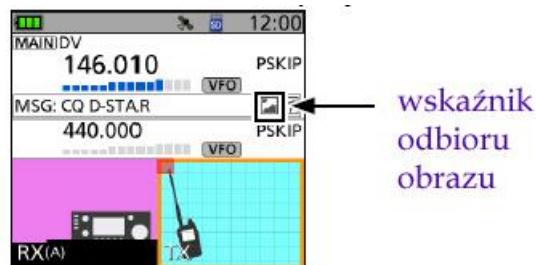 SD 12:00
MAIN DV
146.010 PSKIP
VFO
MSG: CQ D-STAR
440.000 PSKIP
VFO
RX(A) TX
wskaźnik
odbioru
obrazu